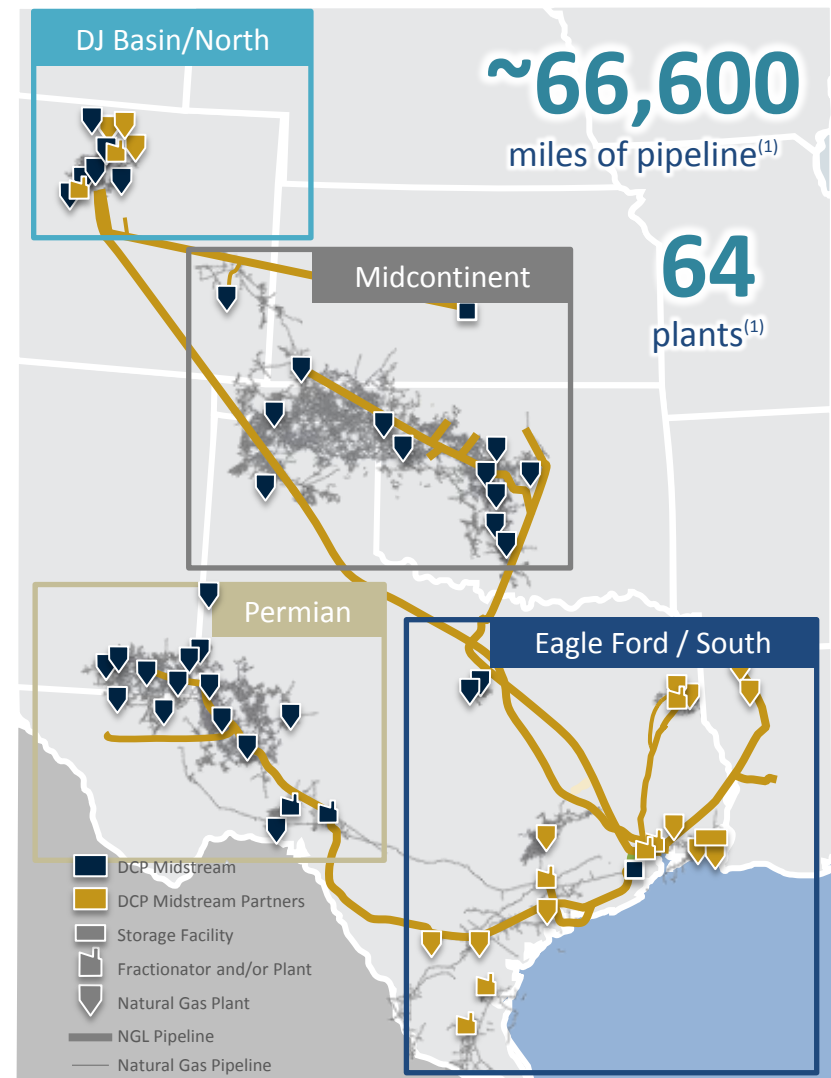 DJ Basin/North
~66,600
miles of pipeline(1)
64
plants(1)
Midcontinent
Permian
Eagle Ford / South
DCP Midstream
DCP Midstream Partners
Storage Facility
Fractionator and/or Plant
Natural Gas Plant
NGL Pipeline
Natural Gas Pipeline